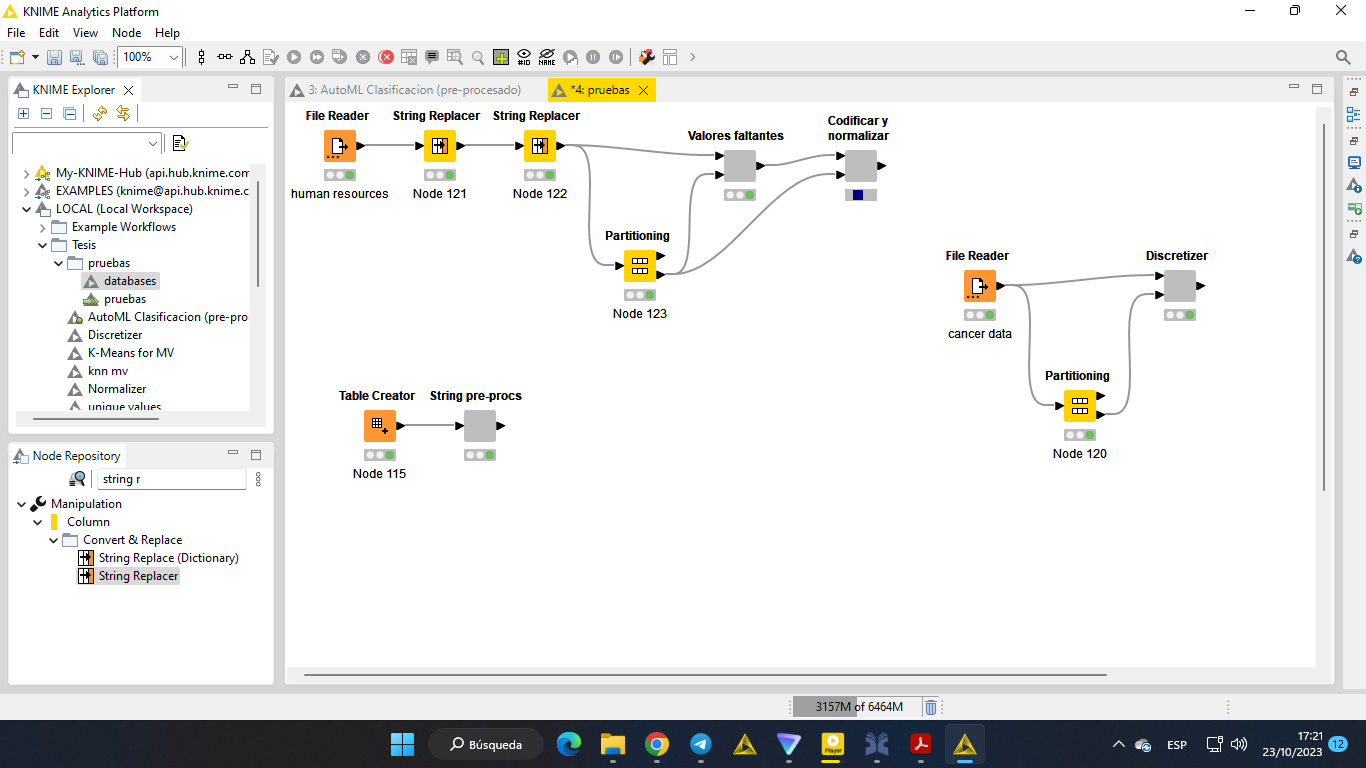 KNIME Analytics Platform
File Edit View Node Help
100%
#ID
NAME
KNIME Explorer
3: AutoML Clasificacion (pre-procesado)
*4: pruebas
My-KNIME-Hub (api.hub.knime.com
EXAMPLES (knime@api.hub.knime.c
LOCAL (Local Workspace)
Example Workflows
Tesis
pruebas
databases
pruebas
AutoML Clasificacion (pre-pro
Discretizer
K-Means for MV
knn mv
Normalizer
unique values
Node Repository
string r
Manipulation
Column
Convert & Replace
String Replace (Dictionary)
String Replacer
File Reader
human resources
String Replacer
Node 121
String Replacer
Node 122
Valores faltantes
Codificar y
normalizar
Partitioning
Node 123
File Reader
cancer data
Discretizer
Partitioning
Node 120
Table Creator
Node 115
String pre-procs
3157M of 6464M
Búsqueda
Player
ESP
17:21
23/10/2023
12